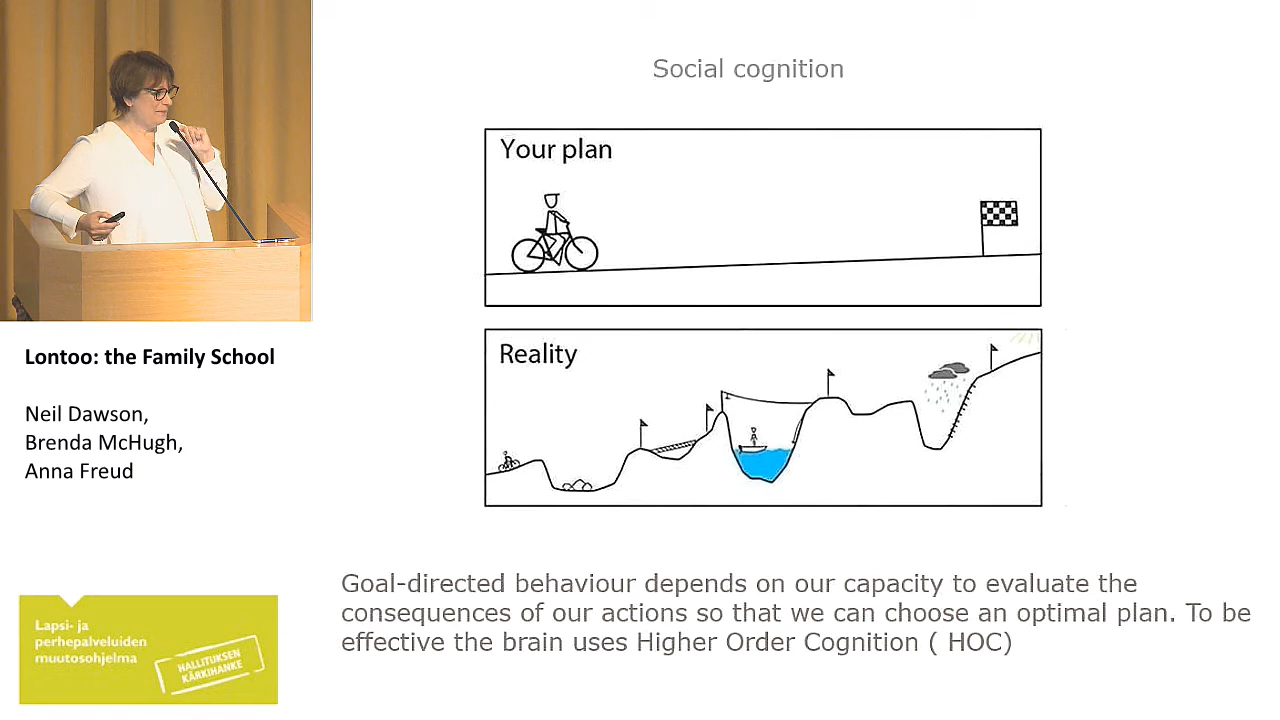 Social cognition
Your plan
Reality
Lontoo: the Family School
Neil Dawson,
Brenda McHugh,
Anna Freud
Goal-directed behaviour depends on our capacity to evaluate the
consequences of our actions so that we can choose an optimal plan. To be
effective the brain uses Higher Order Cognition ( HOC)
Lapsi- ja
perhepalveluiden
muutosohjelma
HALLITUKSEN
KÄRKIHANKE